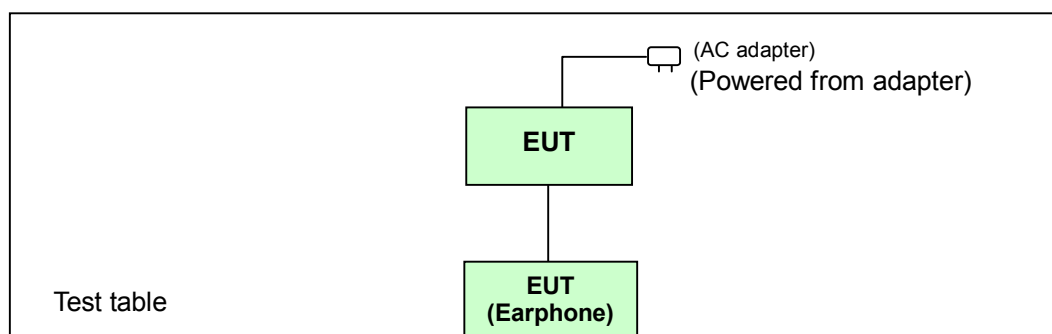 (AC adapter)
(Powered from adapter)
EUT
EUT
(Earphone)
Test table